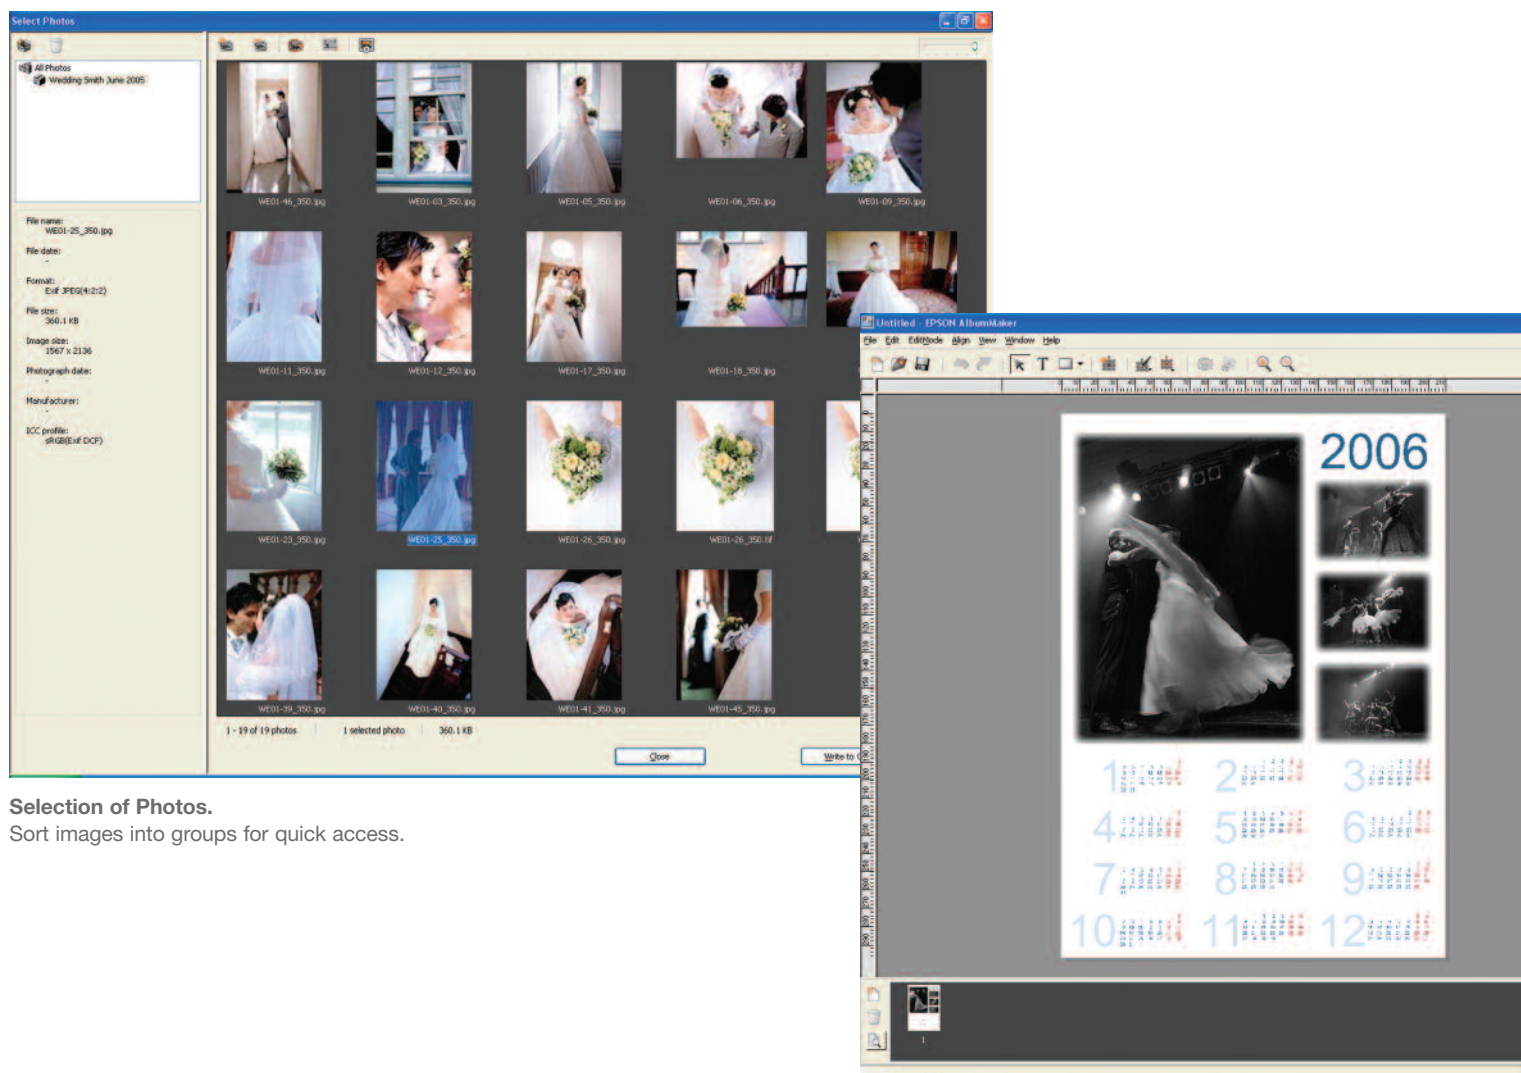 Select Photos
All Photos
Wedding Smith June 2005
File name:
WE01-25_350.jpg
File date:
-
Format:
Exif JPEG(4:2:2)
File size:
360.1 KB
Image size:
1567 x 2136
Photograph date:
-
Manufacturer:
-
ICC profile:
sRGB(Exif DCF)
WE01-46_350.jpg WE01-03_350.jpg WE01-05_350.jpg WE01-06_350.jpg WE01-09_350.jpg
WE01-11_350.jpg WE01-12_350.jpg WE01-17_350.jpg WE01-18_350.jpg
WE01-23_350.jpg WE01-25_350.jpg WE01-26_350.jpg WE01-26_350.tif
WE01-39_350.jpg WE01-40_350.jpg WE01-41_350.jpg WE01-45_350.jpg
1 - 19 of 19 photos 1 selected photo 360.1 KB
Close Write to
Selection of Photos.
Sort images into groups for quick access.
Untitled - EPSON AlbumMaker
File Edit EditMode Align View Window Help
T
2006
1 2 3
4 5 6
7 8 9
10 11 12
1